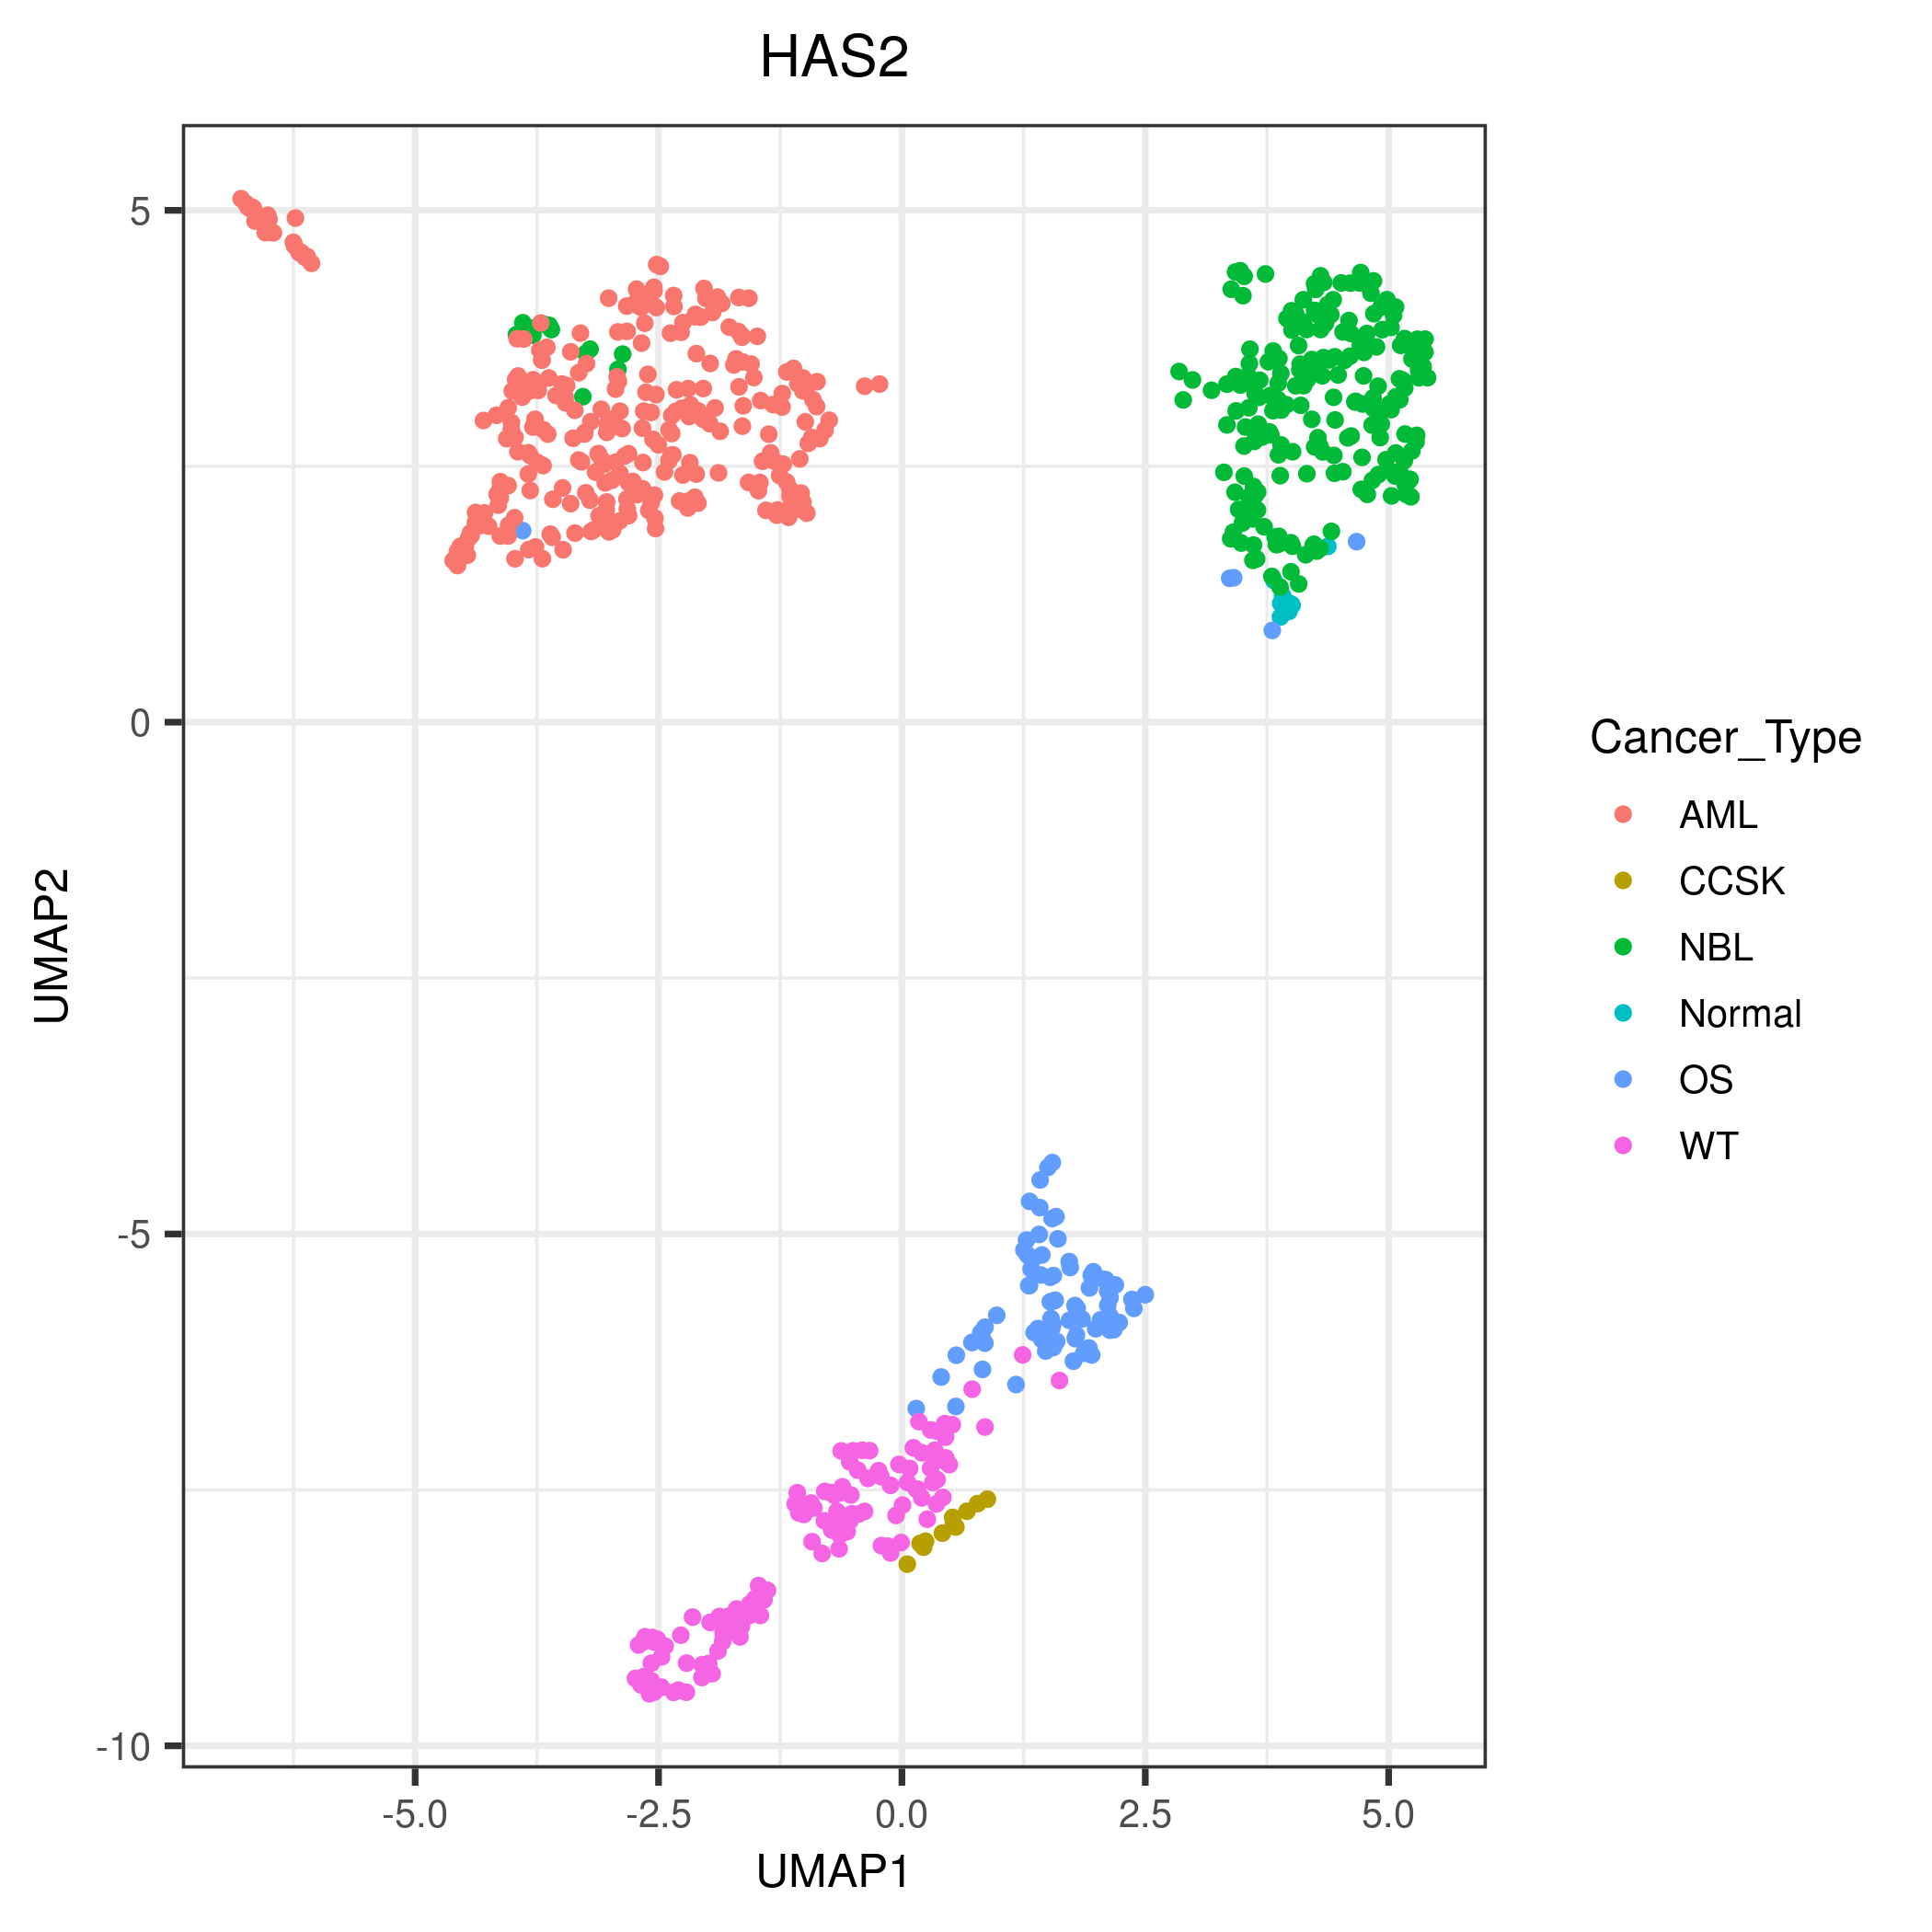 HAS2
5
0
-5
-10
UMAP2
-5.0
-2.5
0.0
2.5
5.0
UMAP1
Cancer_Type
AML
CCSK
NBL
Normal
OS
WT